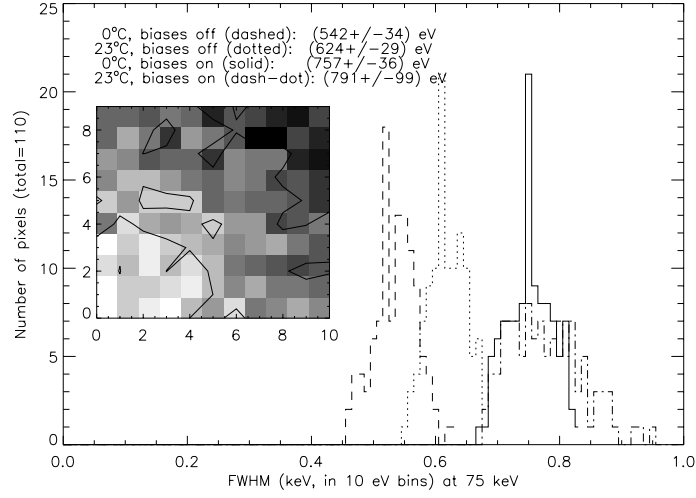 0°C, biases off (dashed): (542+/−34) eV
23°C, biases off (dotted): (624+/−29) eV
0°C, biases on (solid): (757+/−36) eV
23°C, biases on (dash−dot): (791+/−99) eV
25
20
15
10
5
0
Number of pixels (total=110)
8
6
4
2
0
0 2 4 6 8 10
0.0 0.2 0.4 0.6 0.8 1.0
FWHM (keV, in 10 eV bins) at 75 keV